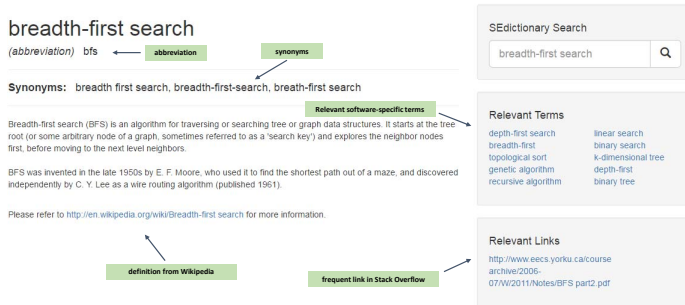 breadth-first search
(abbreviation) bfs
abbreviation
synonyms
Synonyms: breadth first search, breadth-first-search, breath-first search
Relevant software-specific terms
Breadth-first search (BFS) is an algorithm for traversing or searching tree or graph data structures. It starts at the tree
root (or some arbitrary node of a graph, sometimes referred to as a 'search key') and explores the neighbor nodes
first, before moving to the next level neighbors.
BFS was invented in the late 1950s by E. F. Moore, who used it to find the shortest path out of a maze, and discovered
independently by C. Y. Lee as a wire routing algorithm (published 1961).
Please refer to http://en.wikipedia.org/wiki/Breadth-first search for more information.
definition from Wikipedia
frequent link in Stack Overflow
SEdictionary Search
breadth-first search
Relevant Terms
depth-first search linear search
breadth-first binary search
topological sort k-dimensional tree
genetic algorithm depth-first
recursive algorithm binary tree
Relevant Links
http://www.eecs.yorku.ca/course
archive/2006-
07/W/2011/Notes/BFS part2.pdf